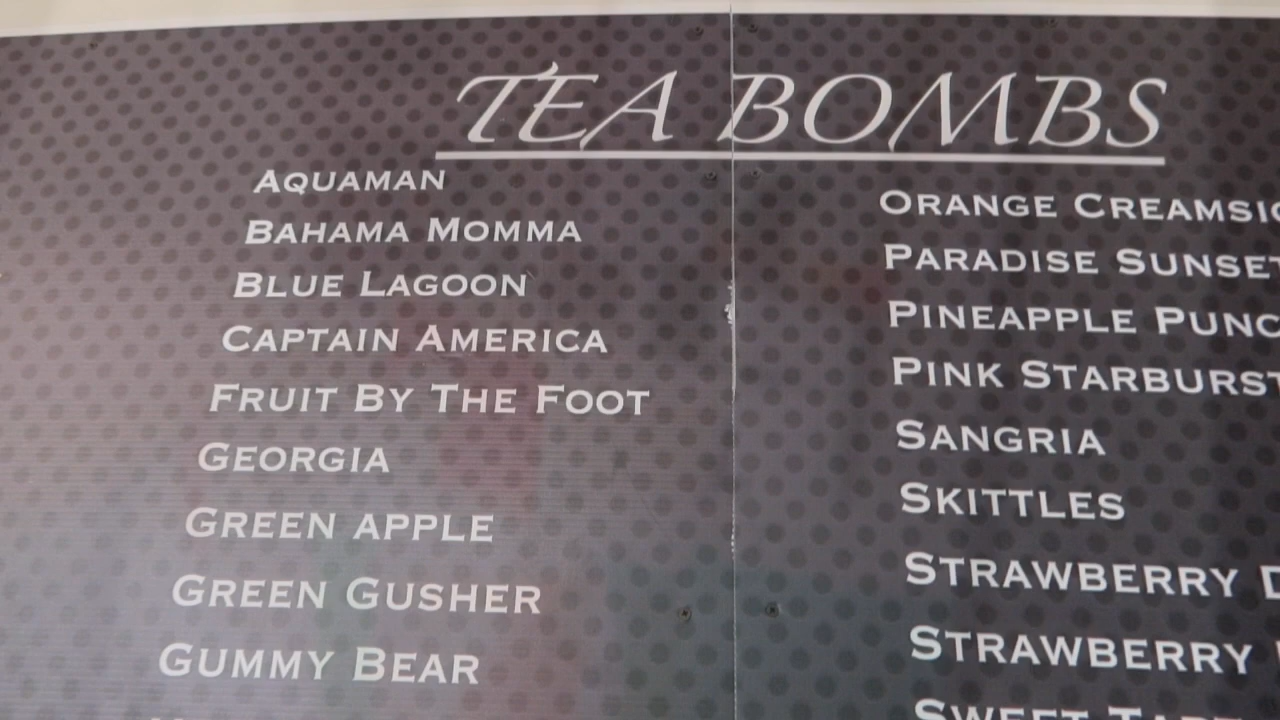 TEA BOMBS
AQUAMAN
BAHAMA MOMMA
BLUE LAGOON
CAPTAIN AMERICA
FRUIT BY THE FOOT
GEORGIA
GREEN APPLE
GREEN GUSHER
GUMMY BEAR
ORANGE
PARADISE SUNSET
PINEAPPLE
PINK STARBURST
SANGRIA
SKITTLES
STRAWBERRY
STRAWBERRY
SWEET